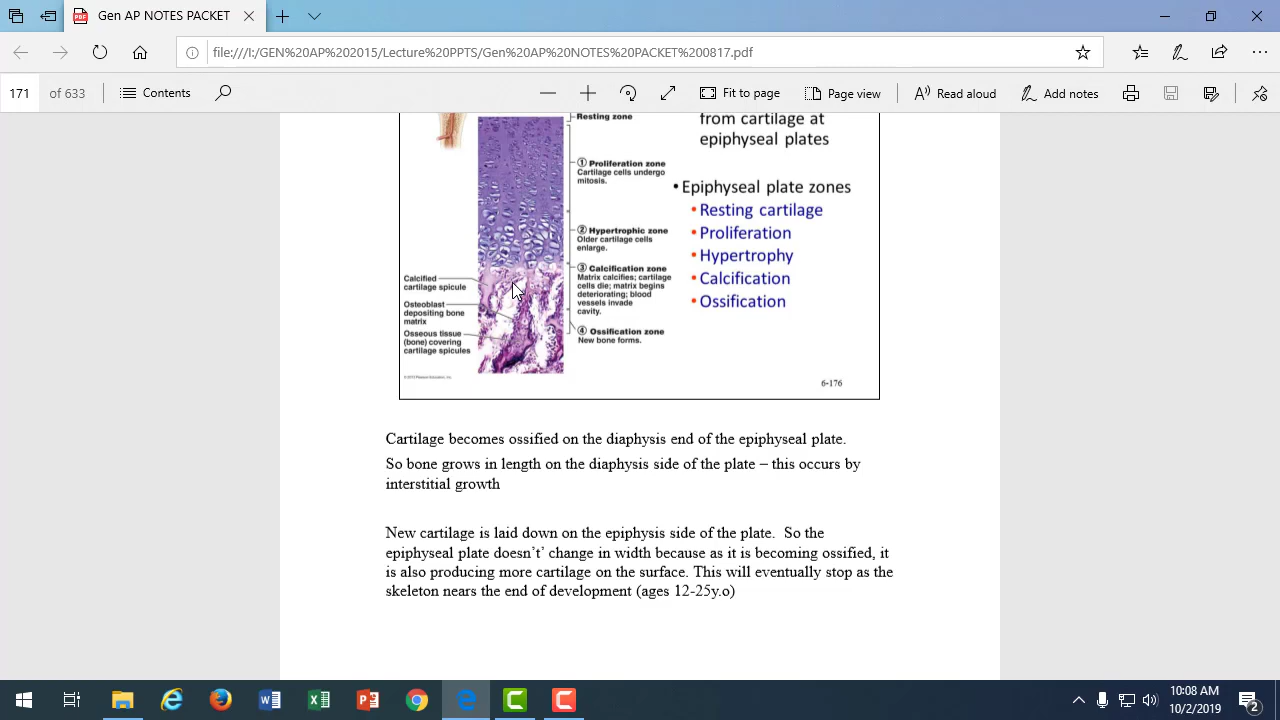 Gen AP NOTES PACKET
file:///I:/GEN%20AP%202015/Lecture%20PPTS/Gen%20AP%20NOTES%20PACKET%200817.pdf
171 of 633 Contents Fit to page Page view Read aloud Add notes
Resting zone
① Proliferation zone
Cartilage cells undergo
mitosis.
② Hypertrophic zone
Older cartilage cells
enlarge.
③ Calcification zone
Matrix calcifies; cartilage
cells die; matrix begins
deteriorating; blood
vessels invade
cavity.
④ Ossification zone
New bone forms.
Calcified
cartilage spicule
Osteoblast
depositing bone
matrix
Osseous tissue
(bone) covering
cartilage spicules
from cartilage at
epiphyseal plates
• Epiphyseal plate zones
• Resting cartilage
• Proliferation
• Hypertrophy
• Calcification
• Ossification
6-176
Cartilage becomes ossified on the diaphysis end of the epiphyseal plate.
So bone grows in length on the diaphysis side of the plate – this occurs by
interstitial growth
New cartilage is laid down on the epiphysis side of the plate. So the
epiphyseal plate doesn't' change in width because as it is becoming ossified, it
is also producing more cartilage on the surface. This will eventually stop as the
skeleton nears the end of development (ages 12-25y.o)
10/2/2019
2